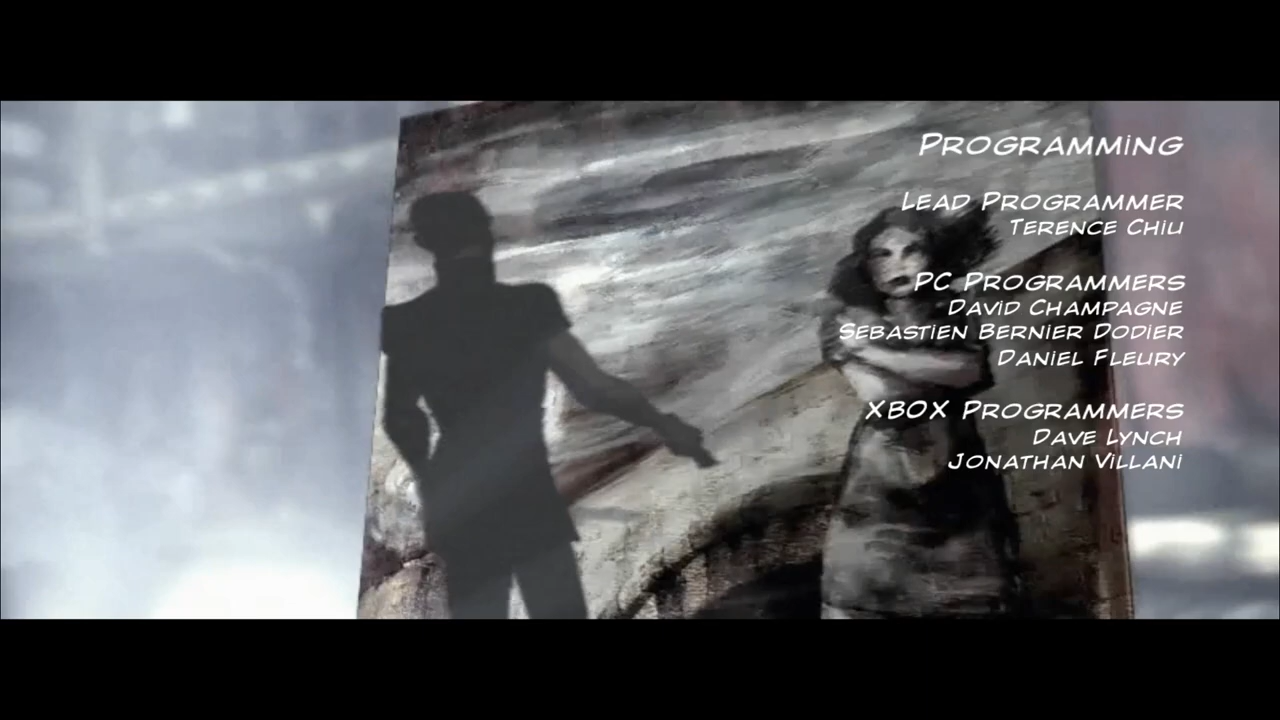 PROGRAMMING
LEAD PROGRAMMER
TERENCE CHIU
PC PROGRAMMERS
DAVID CHAMPAGNE
SEBASTIEN BERNIER DODIER
DANIEL FLEURY
XBOX PROGRAMMERS
DAVE LYNCH
JONATHAN VILLANI